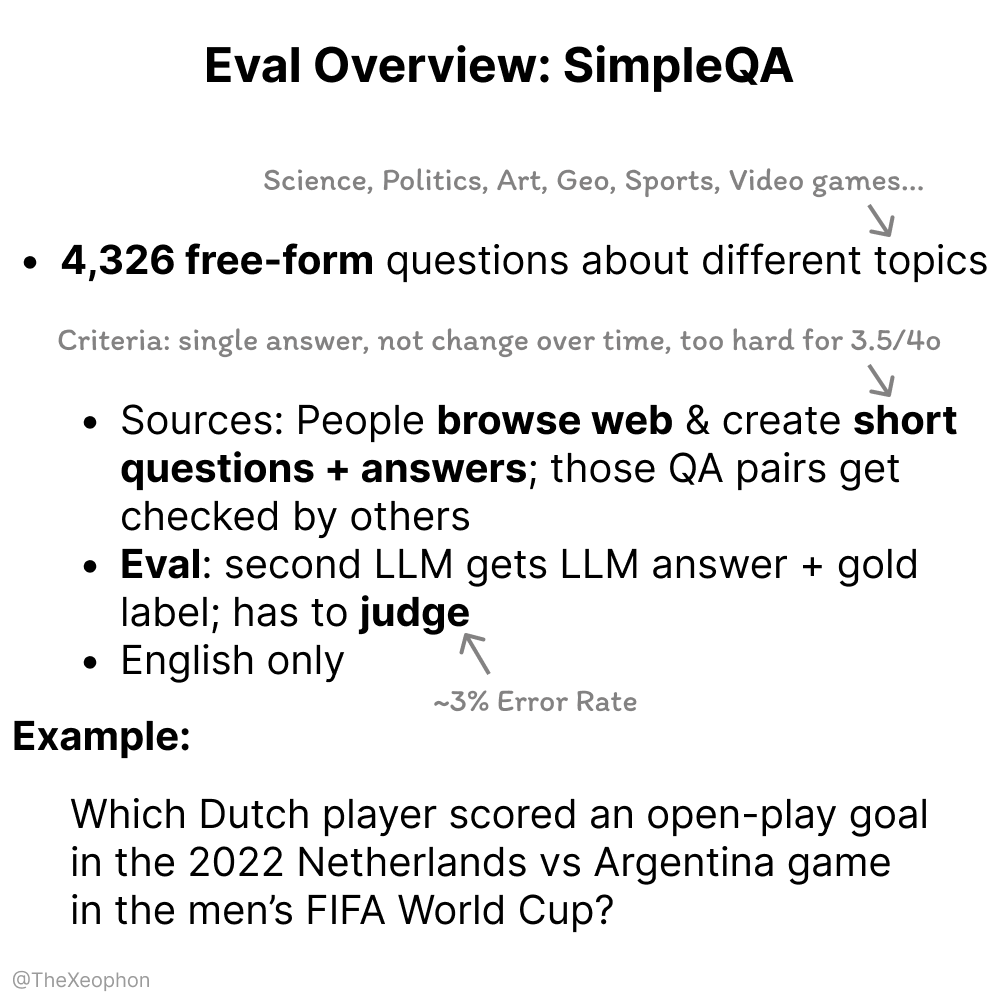 Eval Overview: SimpleQA
Science, Politics, Art, Geo, Sports, Video games...
• 4,326 free-form questions about different topics
Criteria: single answer, not change over time, too hard for 3.5/4o
• Sources: People browse web & create short
questions + answers; those QA pairs get
checked by others
• Eval: second LLM gets LLM answer + gold
label; has to judge
• English only
~3% Error Rate
Example:
Which Dutch player scored an open-play goal
in the 2022 Netherlands vs Argentina game
in the men’s FIFA World Cup?
@TheXeophon